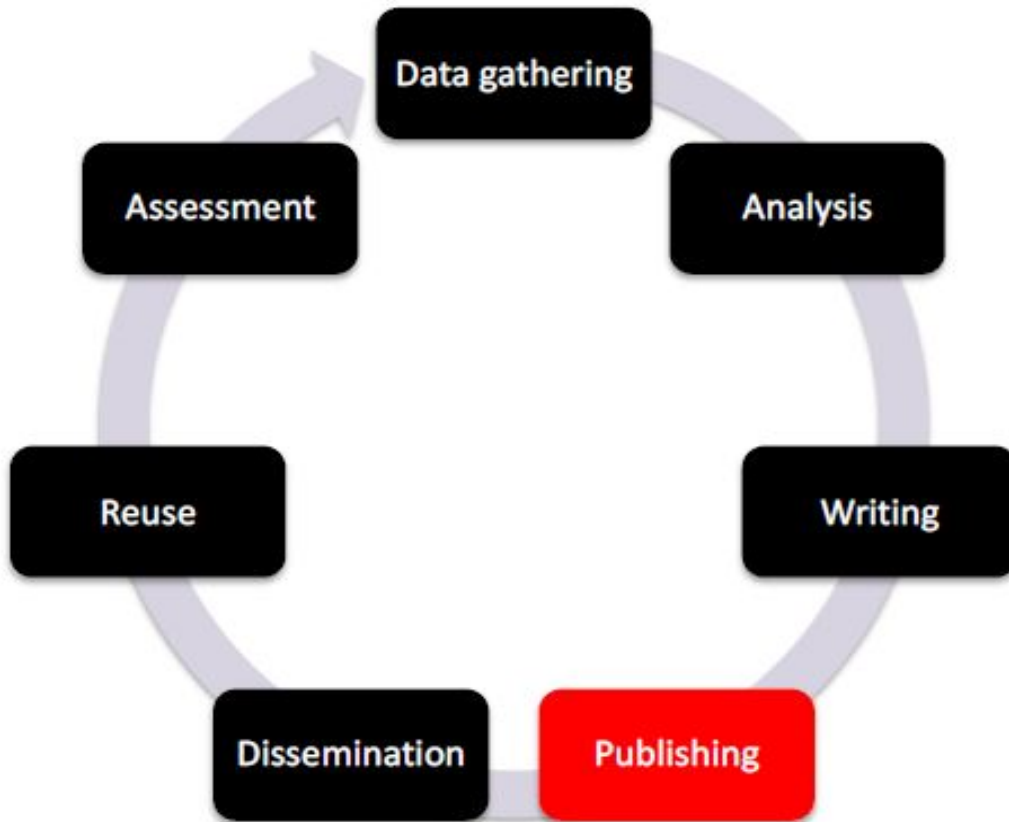 Data gathering
Analysis
Writing
Publishing
Dissemination
Reuse
Assessment